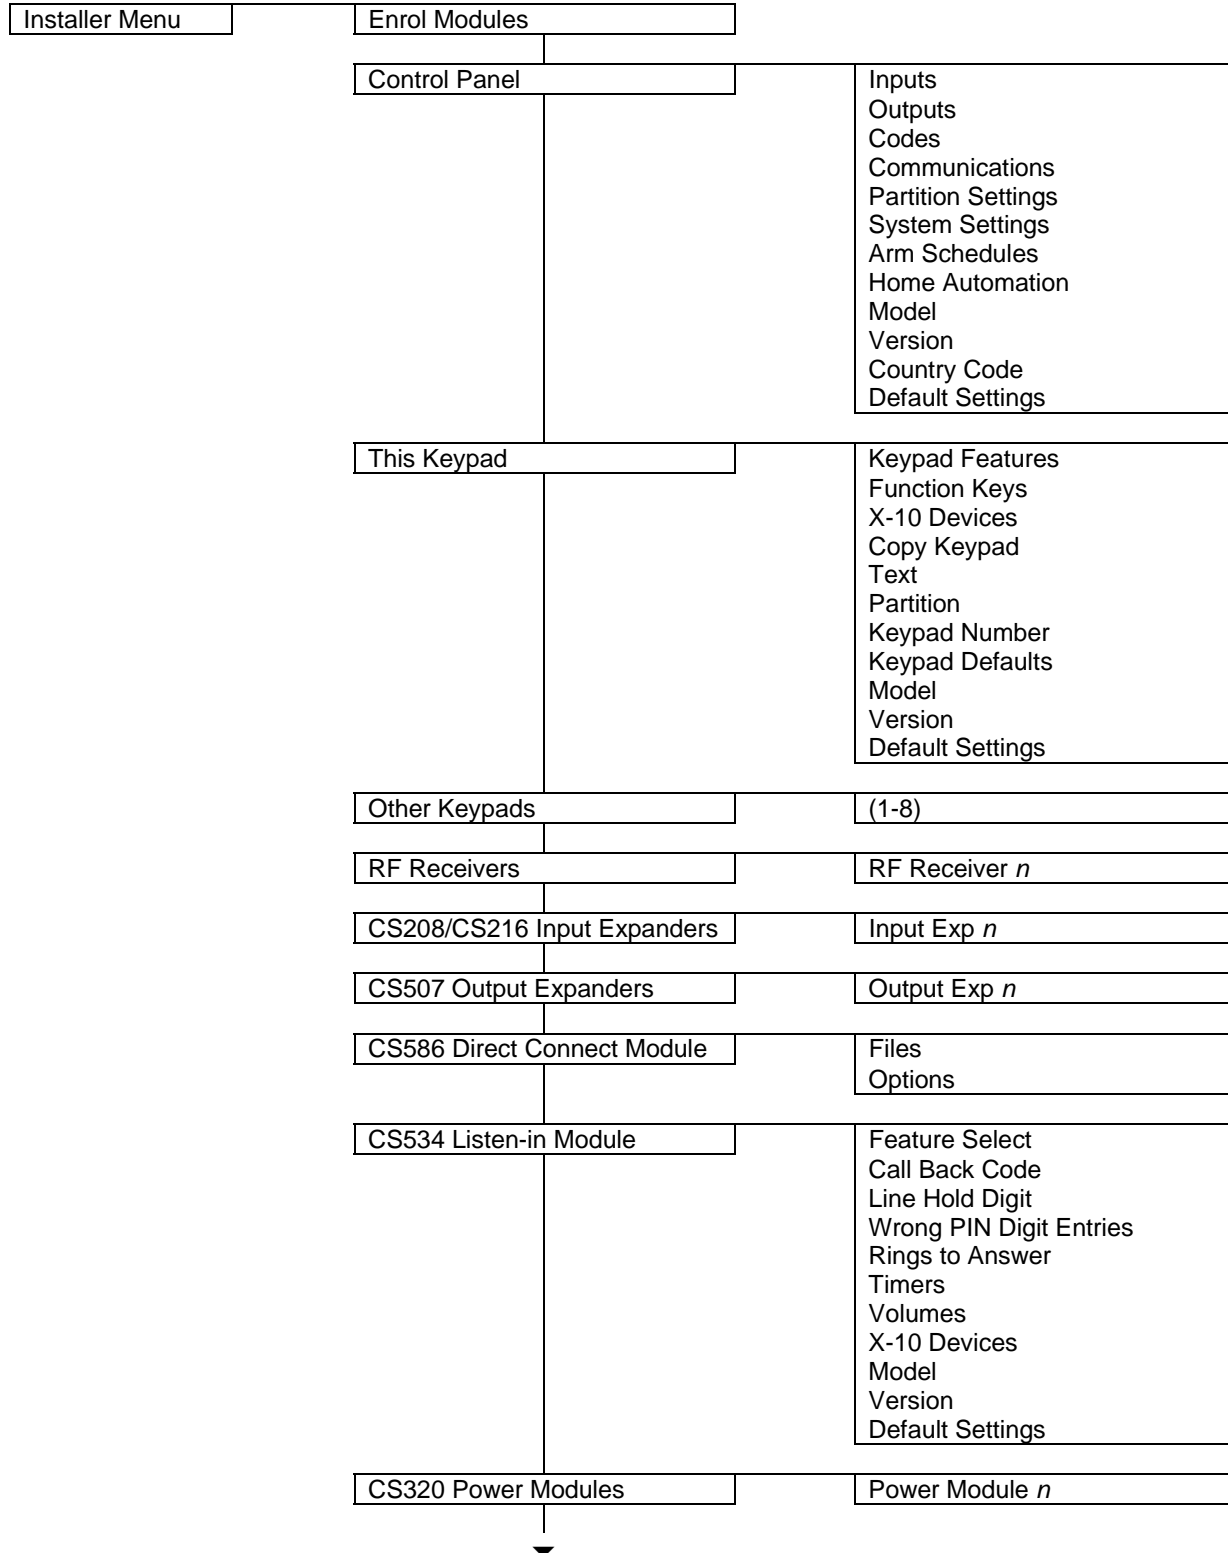 Installer Menu
Enrol Modules
Control Panel
Inputs
Outputs
Codes
Communications
Partition Settings
System Settings
Arm Schedules
Home Automation
Model
Version
Country Code
Default Settings
This Keypad
Keypad Features
Function Keys
X-10 Devices
Copy Keypad
Text
Partition
Keypad Number
Keypad Defaults
Model
Version
Default Settings
Other Keypads
(1-8)
RF Receivers
RF Receiver n
CS208/CS216 Input Expanders
Input Exp n
CS507 Output Expanders
Output Exp n
CS586 Direct Connect Module
Files
Options
CS534 Listen-in Module
Feature Select
Call Back Code
Line Hold Digit
Wrong PIN Digit Entries
Rings to Answer
Timers
Volumes
X-10 Devices
Model
Version
Default Settings
CS320 Power Modules
Power Module n